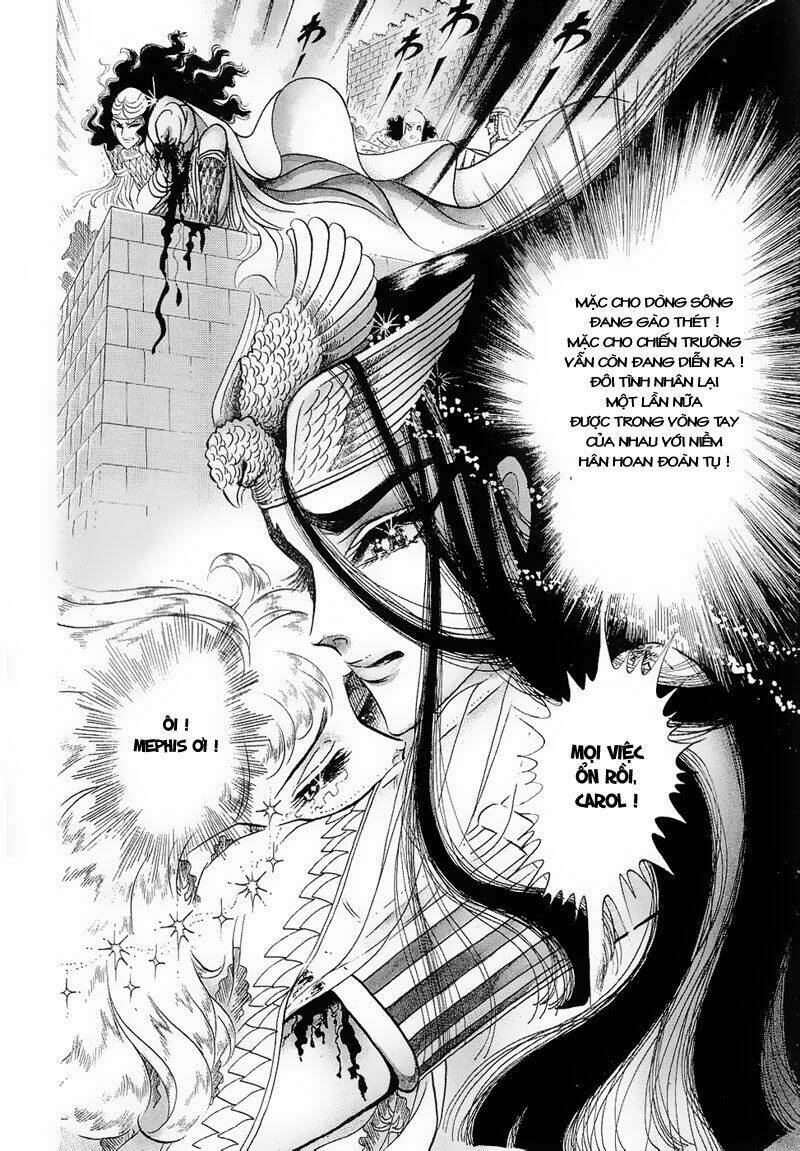 わー
わー
わー
わー
MẶC CHO DÒNG SÔNG
ĐANG GÀO THÉT !
MẶC CHO CHIẾN TRƯỜNG
VẪN CÒN ĐANG DIỄN RA !
ĐÔI TÌNH NHÂN LẠI
MỘT LẦN NỮA
ĐƯỢC TRONG VÒNG TAY
CỦA NHAU VỚI NIỀM
HÂN HOAN ĐOÀN TỤ !
ÔI !
MEPHIS ƠI !
MỌI VIỆC
ỔN RỒI,
CAROL !